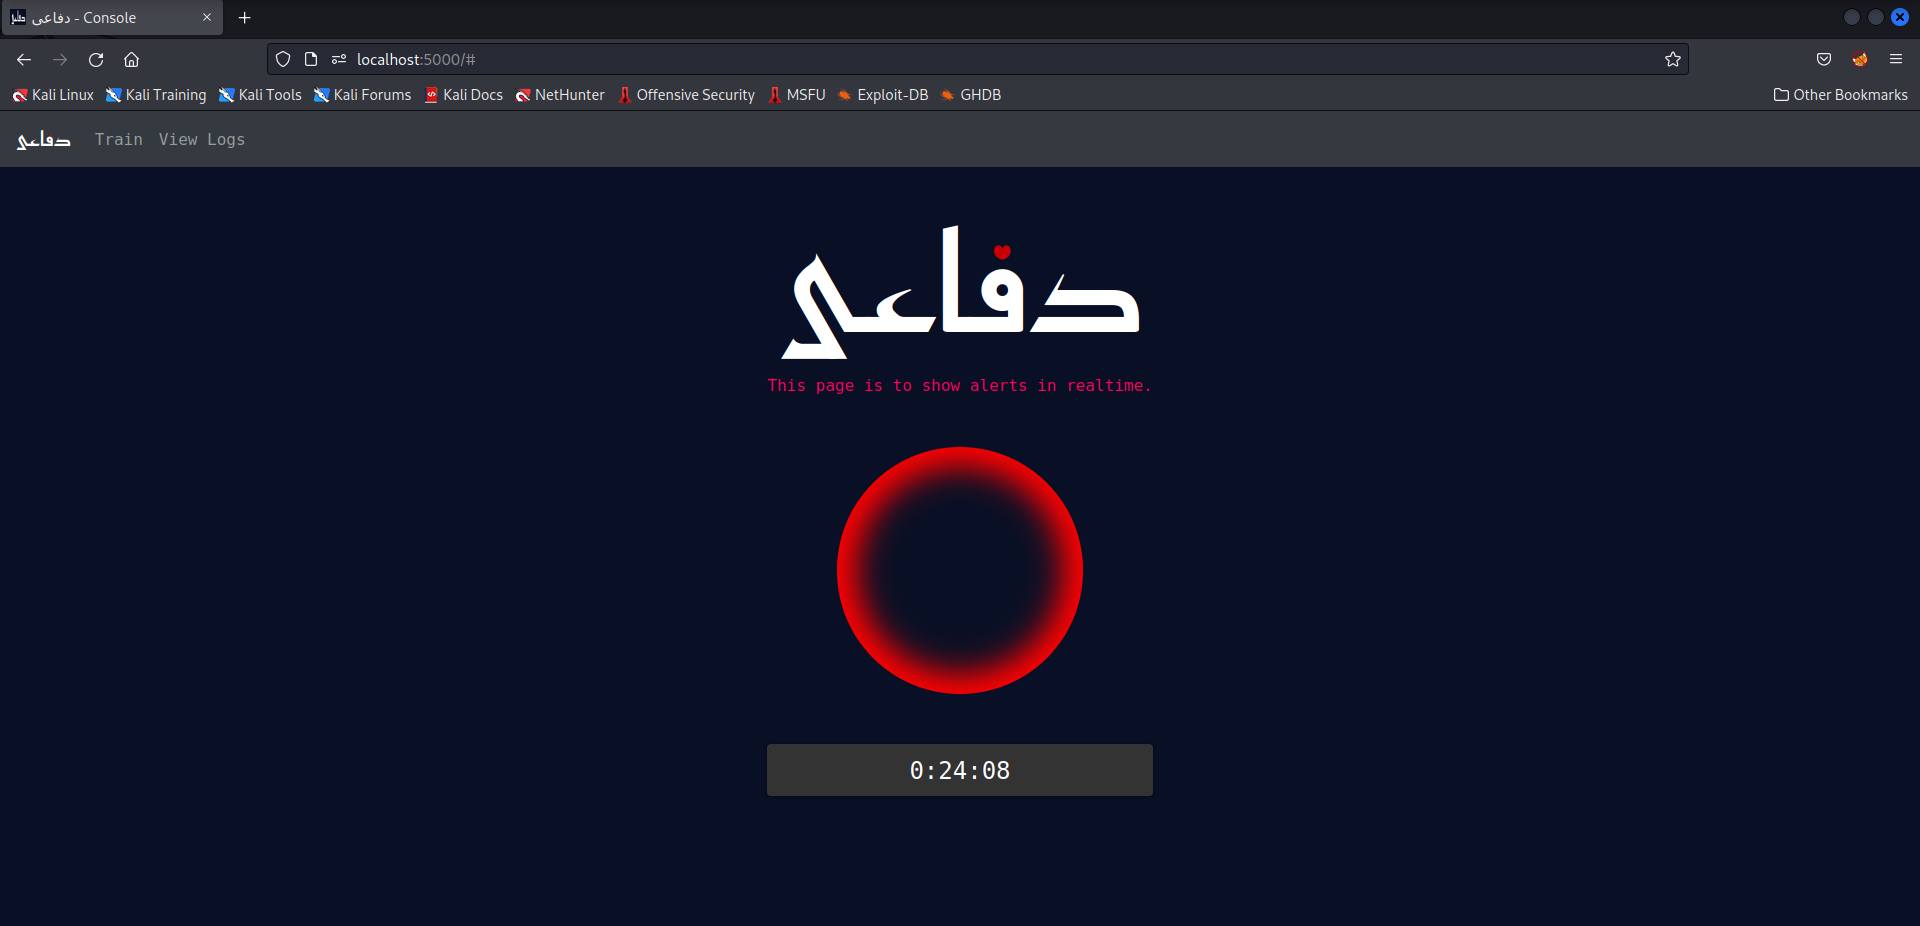 دفاعي - Console
localhost:5000/#
Kali Linux Kali Training Kali Tools Kali Forums Kali Docs NetHunter Offensive Security MSFU Exploit-DB GHDB Other Bookmarks
دفاعي Train View Logs
دفاعي
This page is to show alerts in realtime.
0:24:08